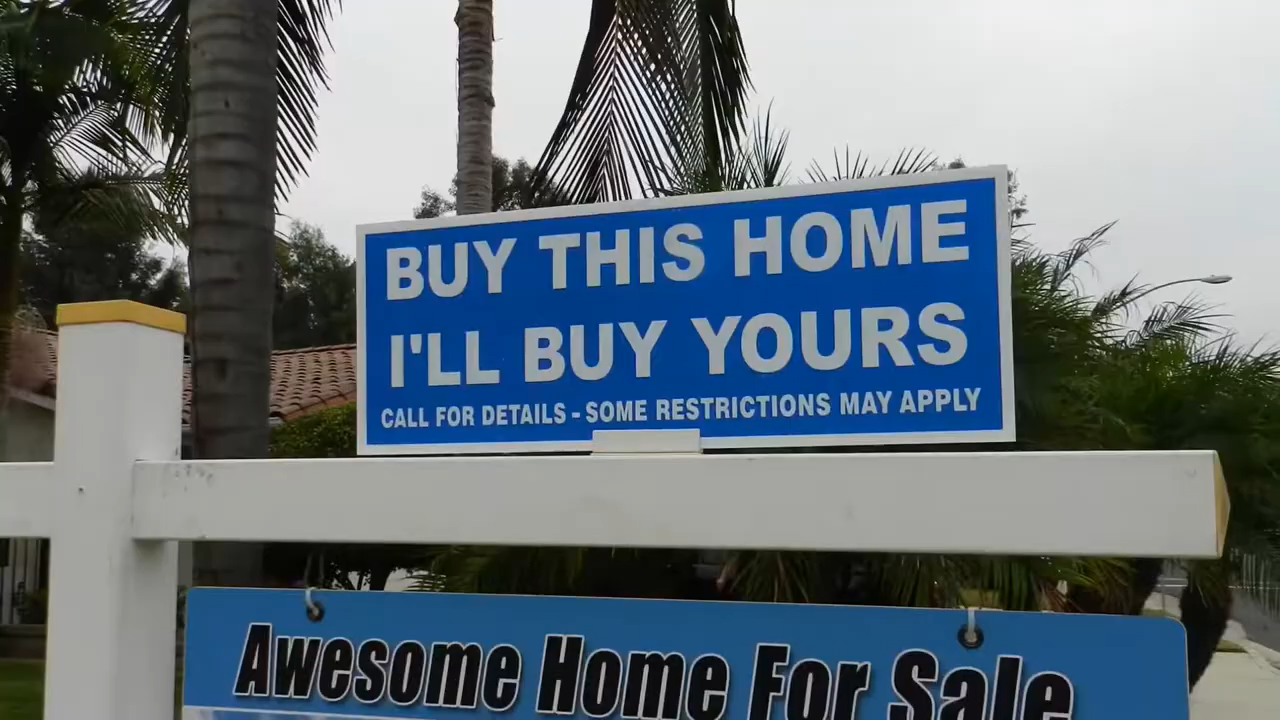 BUY THIS HOME
I'LL BUY YOURS
CALL FOR DETAILS - SOME RESTRICTIONS MAY APPLY
Awesome Home For Sale